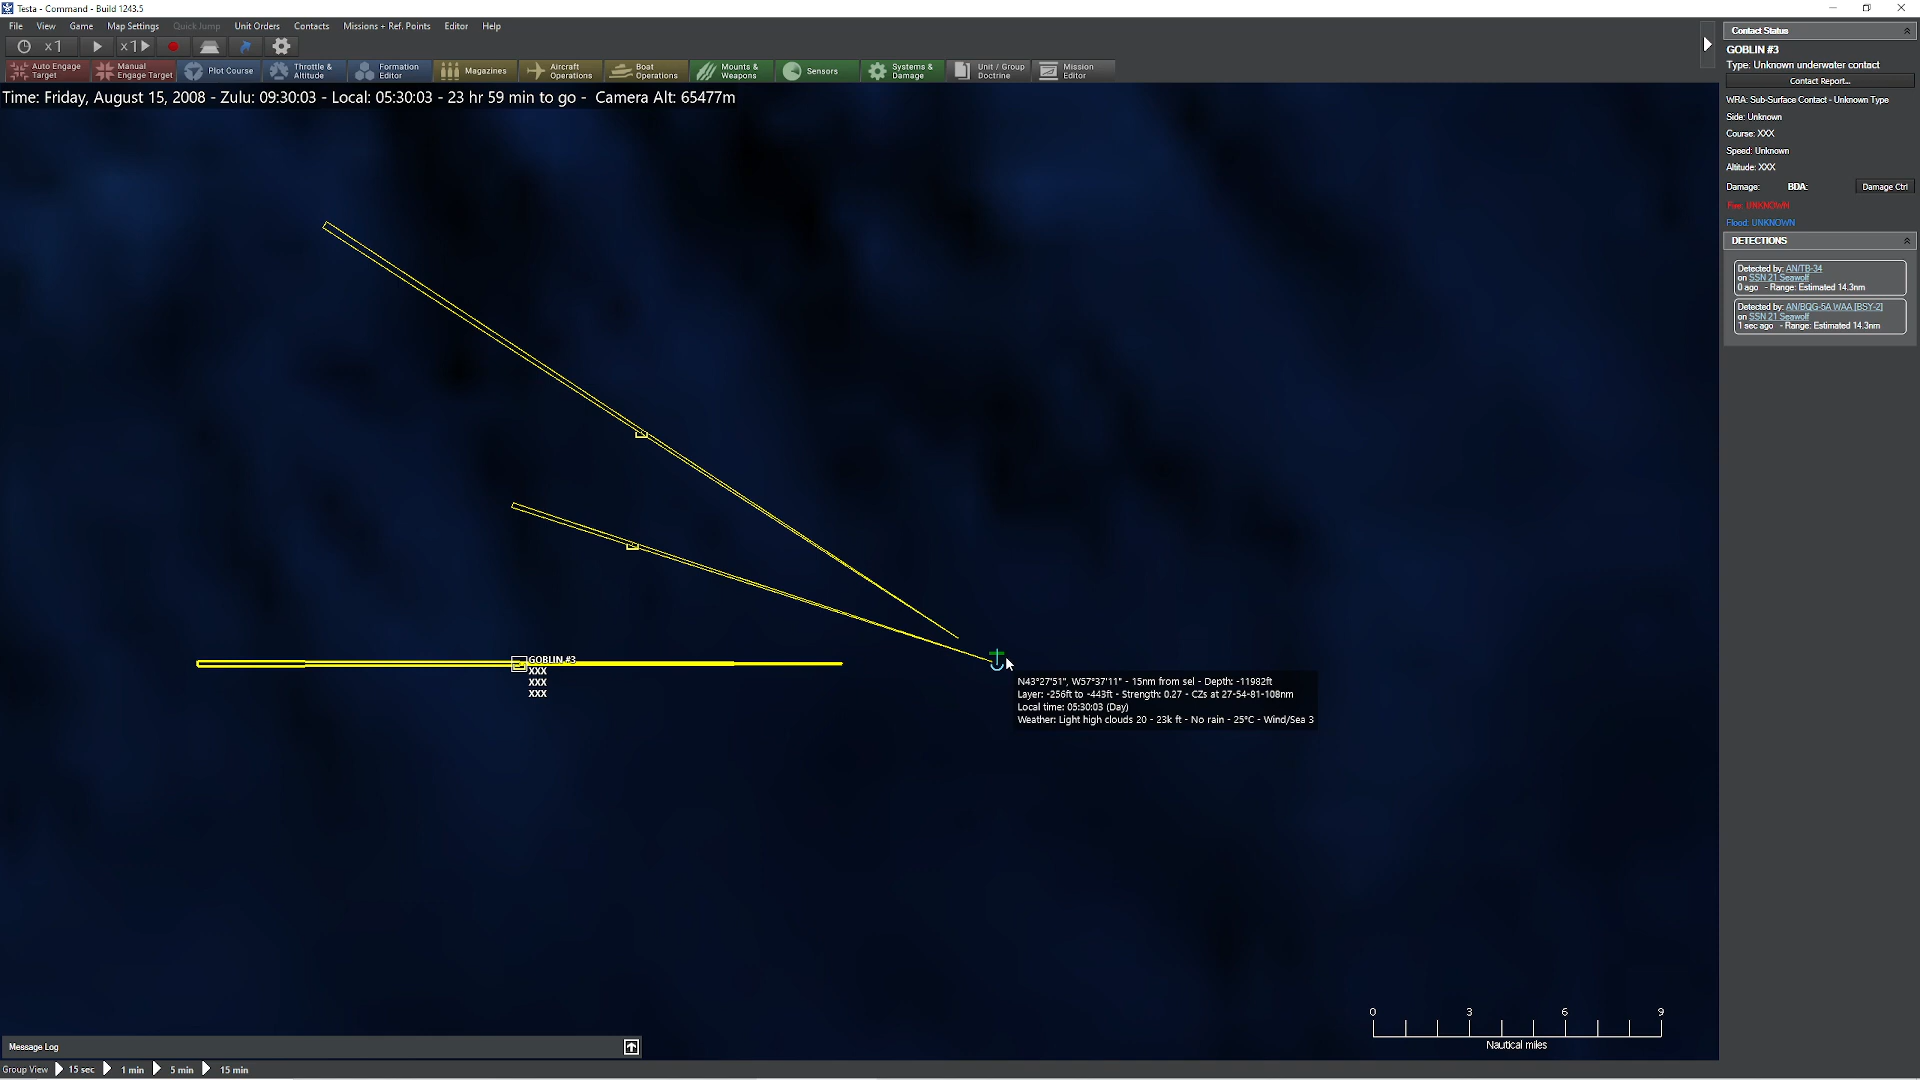 Testa - Command - Build 1243.5
File View Game Map Settings Quick Jump Unit Orders Contacts Missions + Ref. Points Editor Help
x1 x1
Auto Engage Target Manual Engage Target Plot Course Throttle & Altitude Formation Editor Magazines Aircraft Operations Boat Operations Mounts & Weapons Sensors Systems & Damage Unit / Group Doctrine Mission Editor
Time: Friday, August 15, 2008 - Zulu: 09:30:03 - Local: 05:30:03 - 23 hr 59 min to go - Camera Alt: 65477m
GOBLIN #3
XXX
XXX
XXX
N43°27'51", W57°37'11" - 15nm from sel - Depth: -11982ft
Layer: -256ft to -443ft - Strength: 0.27 - CZs at 27-54-81-108nm
Local time: 05:30:03 (Day)
Weather: Light high clouds 20 - 23k ft - No rain - 25°C - Wind/Sea 3
0 3 6 9
Nautical miles
Message Log
Group View 15 sec 1 min 5 min 15 min
Contact Status
GOBLIN #3
Type: Unknown underwater contact
Contact Report...
WRA: Sub-Surface Contact - Unknown Type
Side: Unknown
Course: XXX
Speed: Unknown
Altitude: XXX
Damage: BDA: Damage Ctrl
Fire: UNKNOWN
Flood: UNKNOWN
DETECTIONS
Detected by: AN/TB-34
on SSN 21 Seawolf
0 ago - Range: Estimated 14.3nm
Detected by: AN/BQG-5A WAA [BSY-2]
on SSN 21 Seawolf
1 sec ago - Range: Estimated 14.3nm